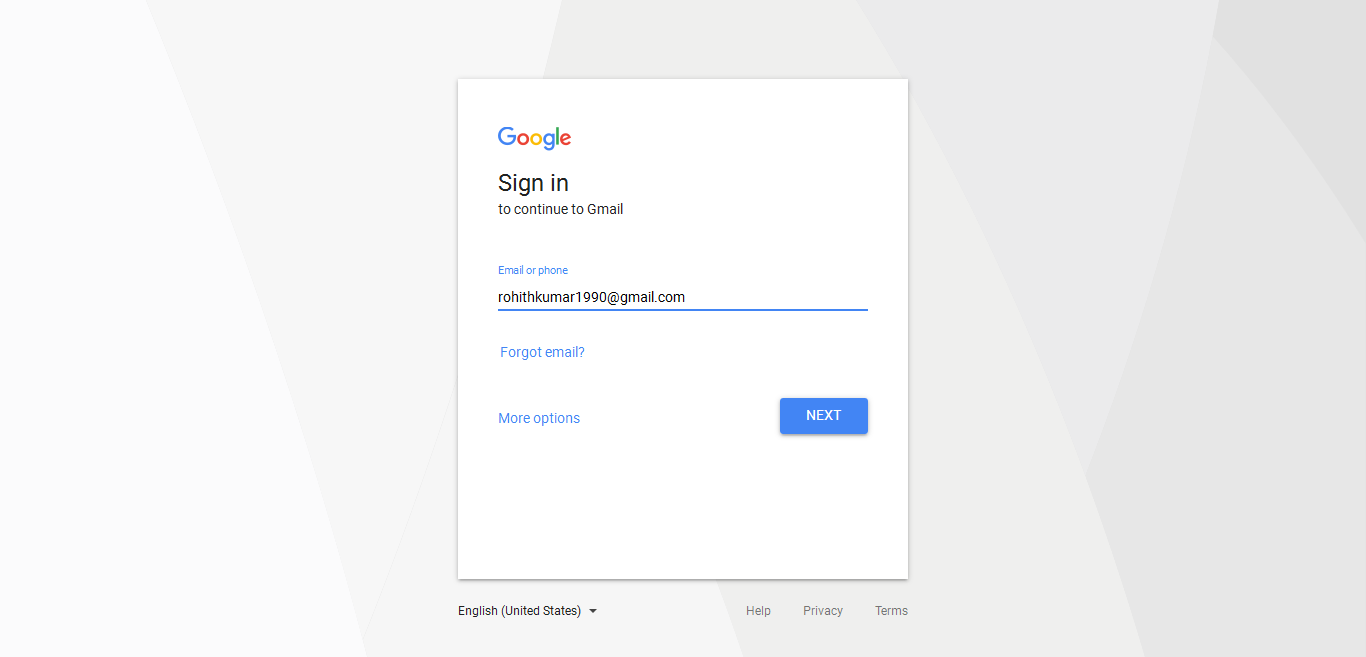 Google
Sign in
to continue to Gmail
Email or phone
rohithkumar1990@gmail.com
Forgot email?
More options
NEXT
English (United States)
Help
Privacy
Terms